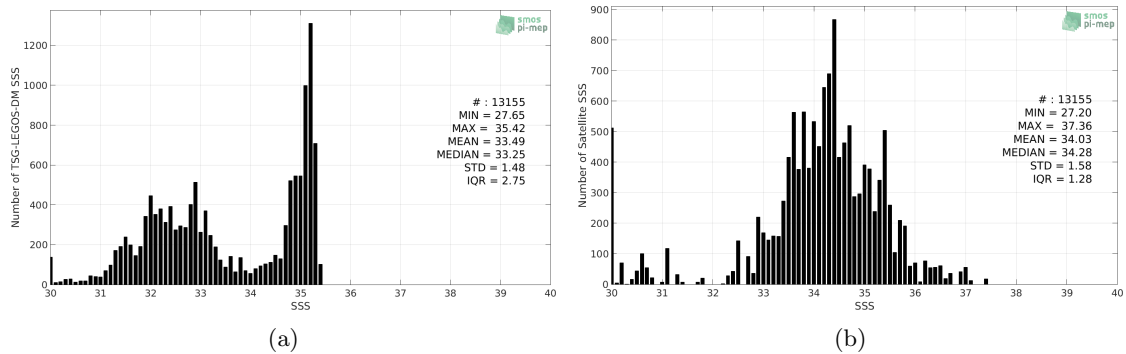 smos
pi-mep
Number of TSG-LEGOS-DM SSS
1200
1000
800
600
400
200
0
# : 13155
MIN = 27.65
MAX = 35.42
MEAN = 33.49
MEDIAN = 33.25
STD = 1.48
IQR = 2.75
30 31 32 33 34 35 36 37 38 39 40
SSS
(a)
smos
pi-mep
Number of Satellite SSS
900
800
700
600
500
400
300
200
100
0
# : 13155
MIN = 27.20
MAX = 37.36
MEAN = 34.03
MEDIAN = 34.28
STD = 1.58
IQR = 1.28
30 31 32 33 34 35 36 37 38 39 40
SSS
(b)